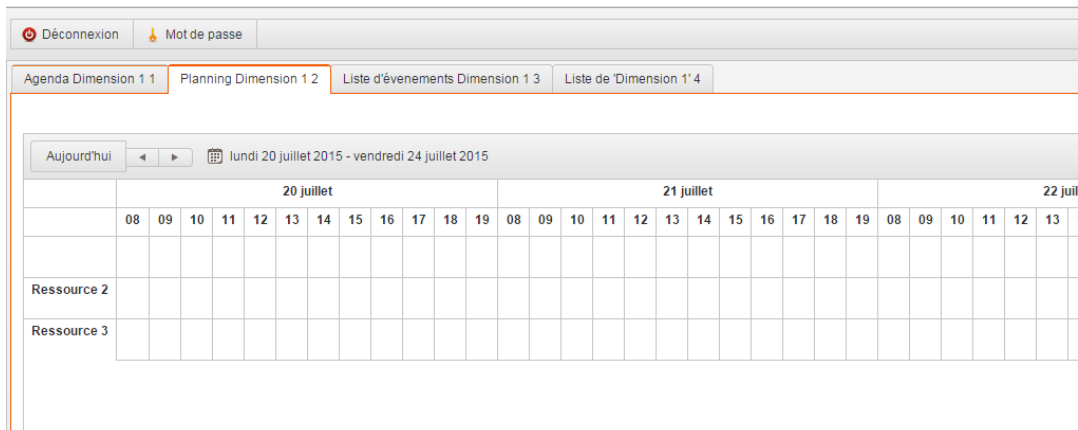 Déconnexion Mot de passe
Agenda Dimension 1 1 Planning Dimension 1 2 Liste d'évenements Dimension 1 3 Liste de 'Dimension 1' 4
Aujourd'hui lundi 20 juillet 2015 - vendredi 24 juillet 2015
20 juillet 21 juillet 22 juil
08 09 10 11 12 13 14 15 16 17 18 19 08 09 10 11 12 13 14 15 16 17 18 19 08 09 10 11 12 13
Ressource 2
Ressource 3